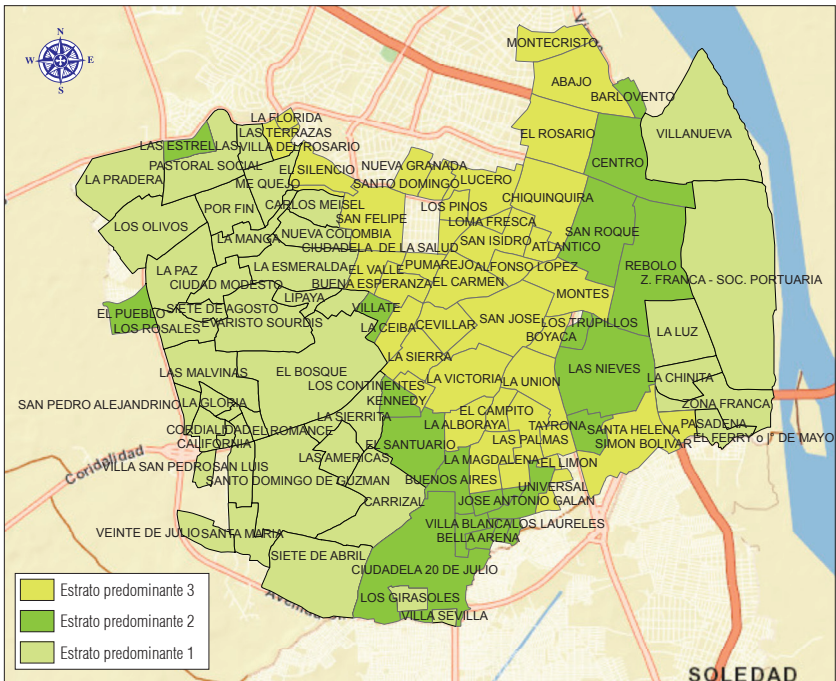 N
W E
S
MONTECRISTO
ABAJO
BARLOVENTO
LA FLORIDA
LAS TERRAZAS
EL ROSARIO
VILLANUEVA
LAS ESTRELLAS
VILLA DEL ROSARIO
PASTORAL SOCIAL
EL SILENCIO
NUEVA GRANADA
CENTRO
LA PRADERA
ME QUEJO
SANTO DOMINGO
LUCERO
CHIQUINQUIRA
POR FIN
CARLOS MEISEL
LOS PINOS
SAN FELIPE
LOMA FRESCA
LOS OLIVOS
LA MANGA
NUEVA COLOMBIA
SAN ISIDRO
SAN ROQUE
CIUDADELA DE LA SALUD
ATLANTICO
LA PAZ
LA ESMERALDA
EL VALLE
PUMAREJO
ALFONSO LOPEZ
REBOLO
CIUDAD MODESTO
BUENA ESPERANZA
EL CARMEN
Z. FRANCA - SOC. PORTUARIA
LIPAYA
MONTES
EL PUEBLO
SIETE DE AGOSTO
VILLATE
LOS ROSALES
EVARISTO SOURDIS
LA CEIBA
CEVILLAR
SAN JOSE
LOS TRUPILLOS
BOYACA
LA LUZ
LA SIERRA
LAS MALVINAS
EL BOSQUE
LAS NIEVES
LOS CONTINENTES
LA VICTORIA
LA UNION
LA CHINITA
KENNEDY
SAN PEDRO ALEJANDRINO
LA GLORIA
ZONA FRANCA
LA SIERRITA
EL CAMPITO
CORDIALIDAD
EL ROMANCE
LA ALBORAYA
TAYRONA
SANTA HELENA
PASADENA
CALIFORNIA
EL SANTUARIO
LAS PALMAS
SIMON BOLIVAR
EL FERRY o 1° DE MAYO
Coridalidad
VILLA SAN PEDRO
SAN LUIS
LAS AMERICAS
LA MAGDALENA
EL LIMON
SANTO DOMINGO DE GUZMAN
BUENOS AIRES
UNIVERSAL
CARRIZAL
JOSE ANTONIO GALAN
VEINTE DE JULIO
SANTA MARIA
VILLA BLANCA
LOS LAURELES
BELLA ARENA
SIETE DE ABRIL
CIUDADELA 20 DE JULIO
LOS GIRASOLES
VILLA SEVILLA
Estrato predominante 3
Estrato predominante 2
Estrato predominante 1
SOLEDAD